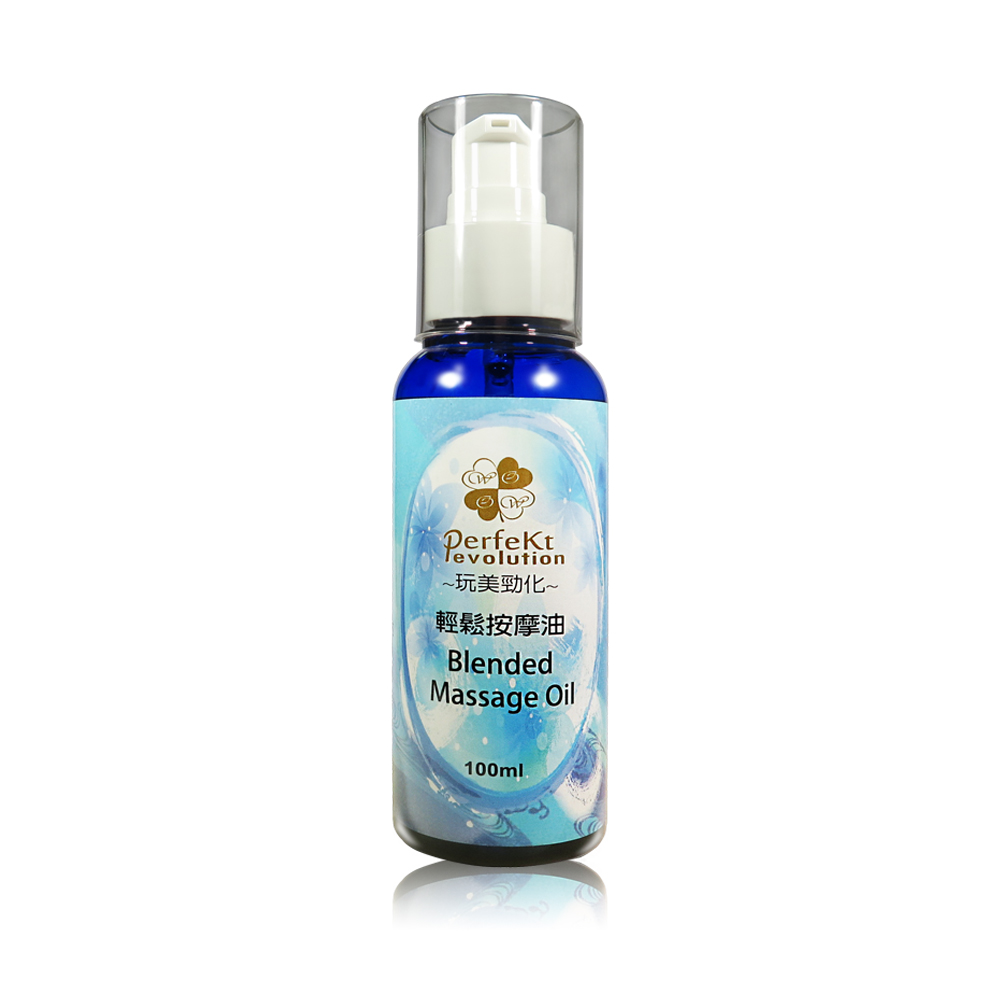 W
W
Perfekt
evolution
~玩美勁化~
輕鬆按摩油
Blended
Massage Oil
100ml